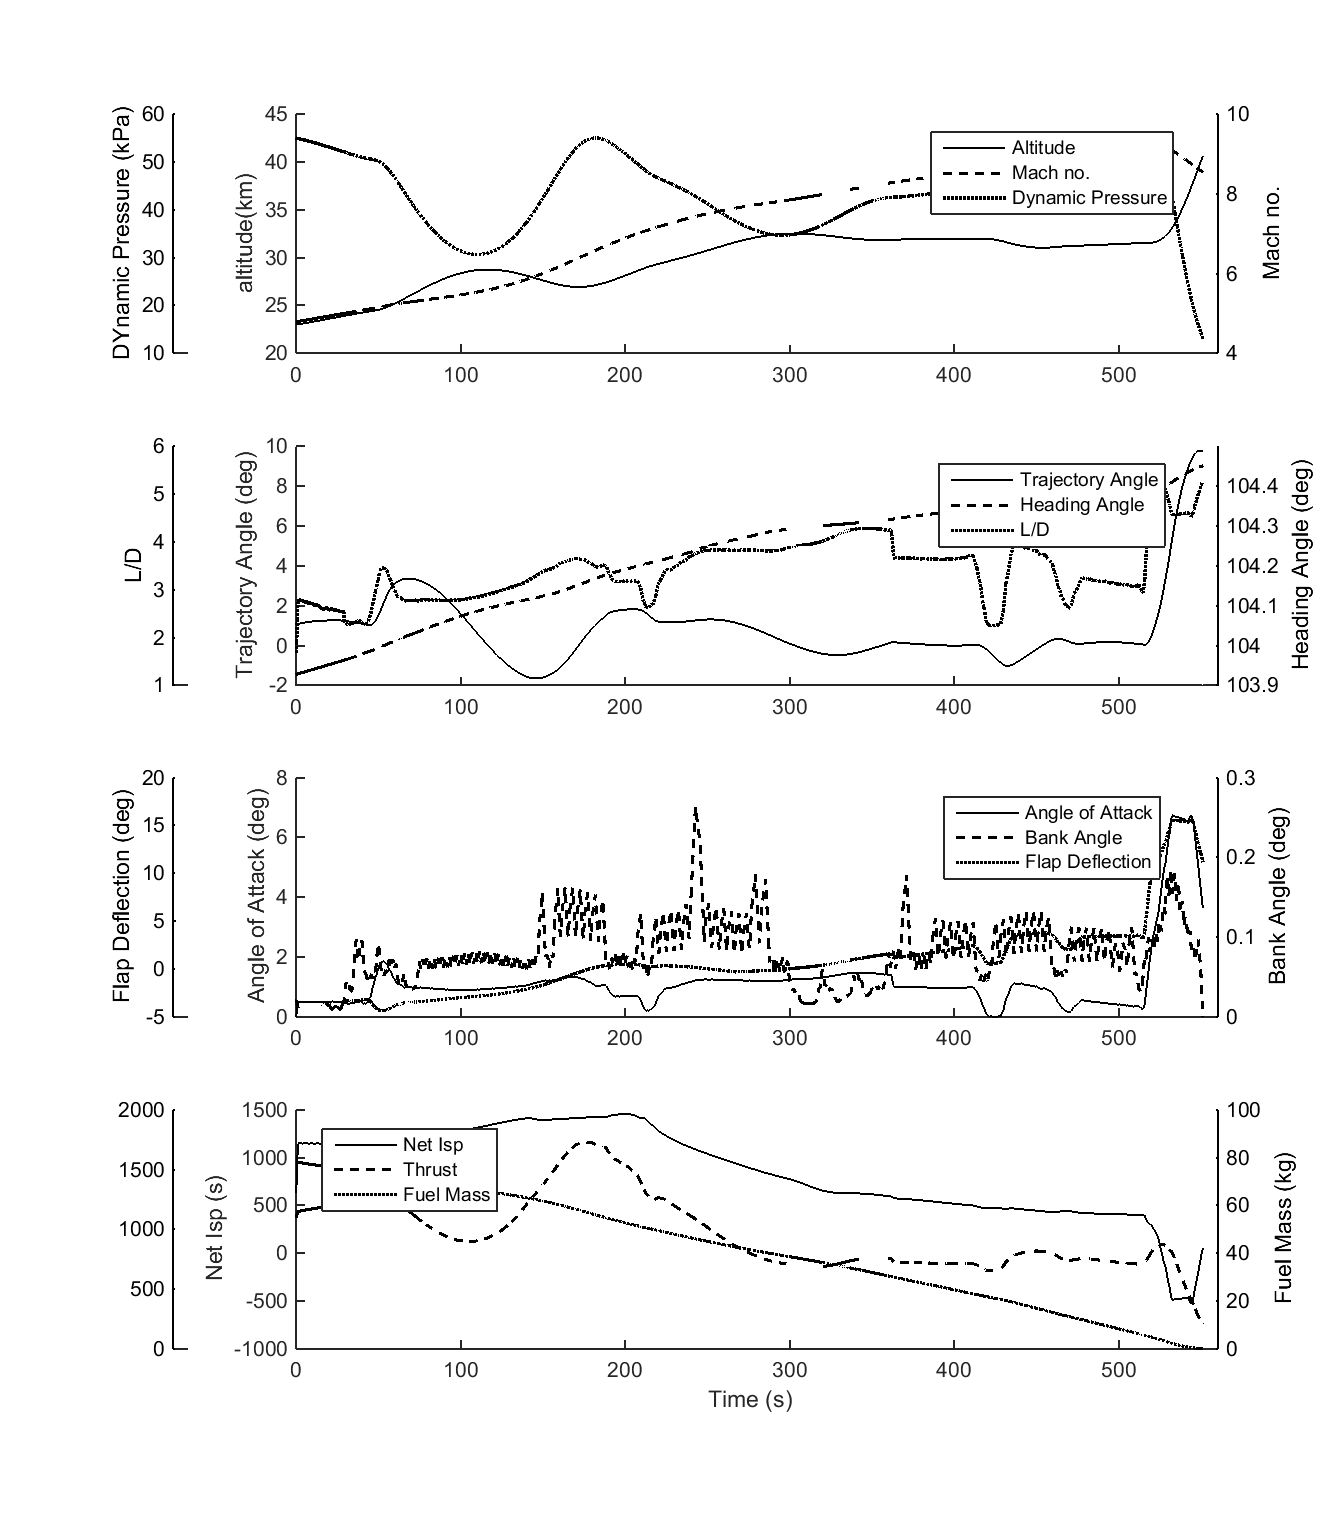 DYnamic Pressure (kPa)
60
50
40
30
20
10
altitude(km)
45
40
35
30
25
20
Altitude
Mach no.
Dynamic Pressure
10
8
6
4
Mach no.
0 100 200 300 400 500
L/D
6
5
4
3
2
1
Trajectory Angle (deg)
10
8
6
4
2
0
-2
Trajectory Angle
Heading Angle
L/D
104.4
104.3
104.2
104.1
104
103.9
Heading Angle (deg)
0 100 200 300 400 500
Flap Deflection (deg)
20
15
10
5
0
-5
Angle of Attack (deg)
8
6
4
2
0
Angle of Attack
Bank Angle
Flap Deflection
0.3
0.2
0.1
0
Bank Angle (deg)
0 100 200 300 400 500
2000
1500
1000
500
0
Net Isp (s)
1500
1000
500
0
-500
-1000
Net Isp
Thrust
Fuel Mass
100
80
60
40
20
0
Fuel Mass (kg)
0 100 200 300 400 500
Time (s)